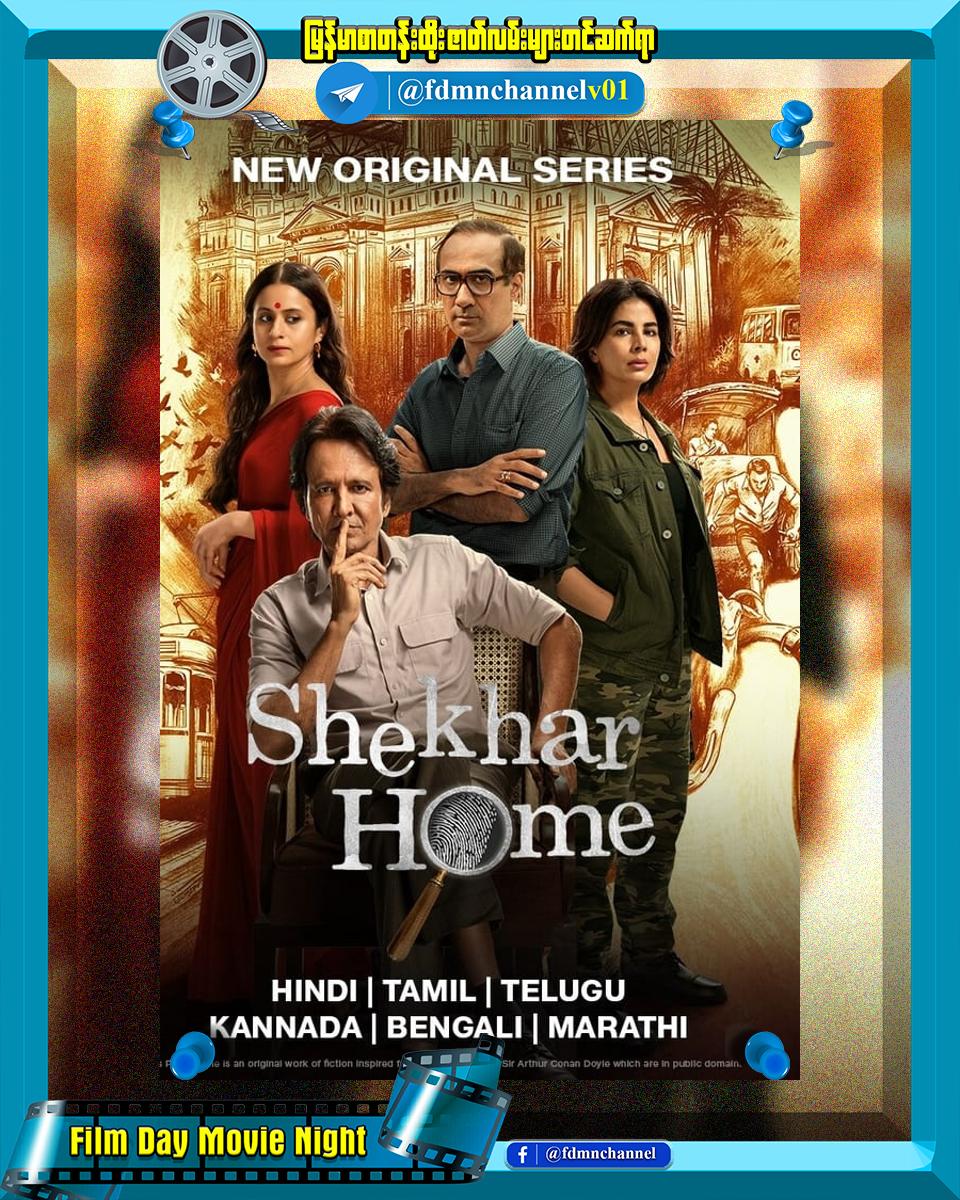 မြန်မာစာတန်းထိုးဇာတ်လမ်းများတင်ဆက်ရာ
@fdmnchannelv01
NEW ORIGINAL SERIES
Shekhar
Home
HINDI | TAMIL | TELUGU
KANNADA | BENGALI | MARATHI
is an original work of fiction inspired Sir Arthur Conan Doyle which are in public domain.
Film Day Movie Night
@fdmnchannel